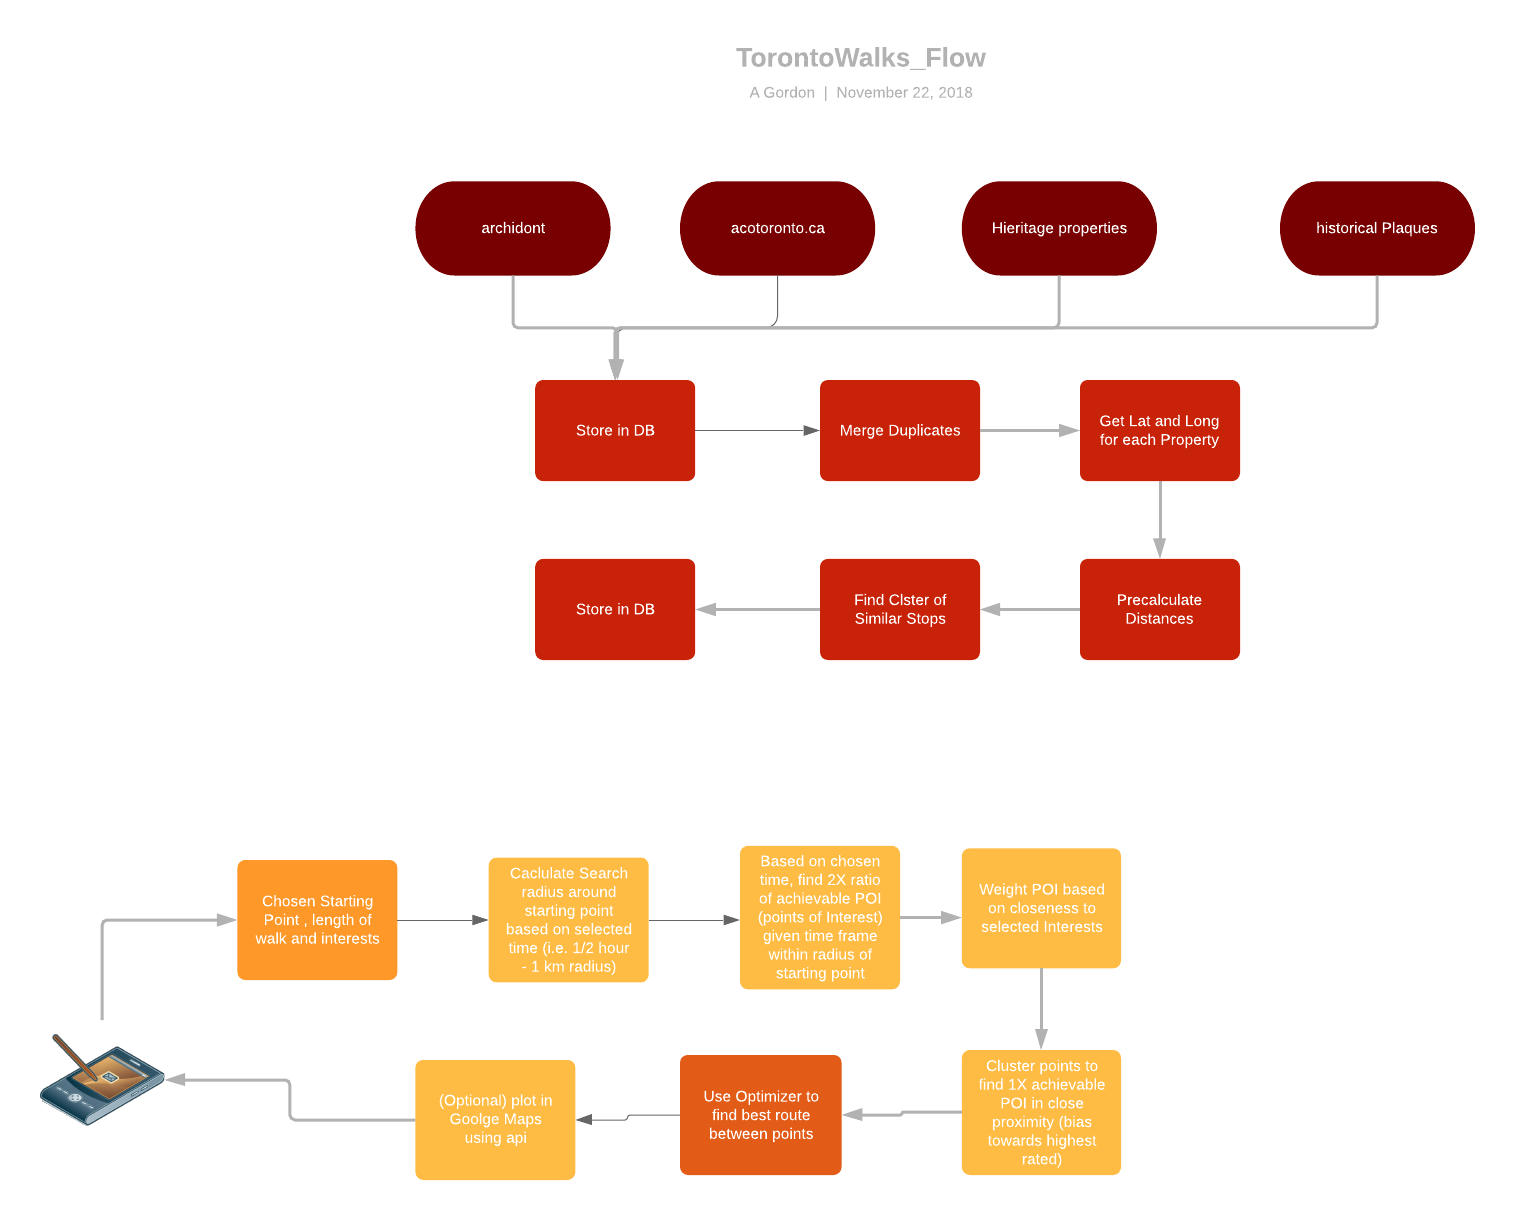 TorontoWalks_Flow
A Gordon | November 22, 2018
archidont
acotoronto.ca
Hieritage properties
historical Plaques
Store in DB
Merge Duplicates
Get Lat and Long
for each Property
Store in DB
Find Clster of
Similar Stops
Precalculate
Distances
Chosen Starting
Point , length of
walk and interests
Caclulate Search
radius around
starting point
based on selected
time (i.e. 1/2 hour
- 1 km radius)
Based on chosen
time, find 2X ratio
of achievable POI
(points of Interest)
given time frame
within radius of
starting point
Weight POI based
on closeness to
selected Interests
Cluster points to
find 1X achievable
POI in close
proximity (bias
towards highest
rated)
Use Optimizer to
find best route
between points
(Optional) plot in
Goolge Maps
using api